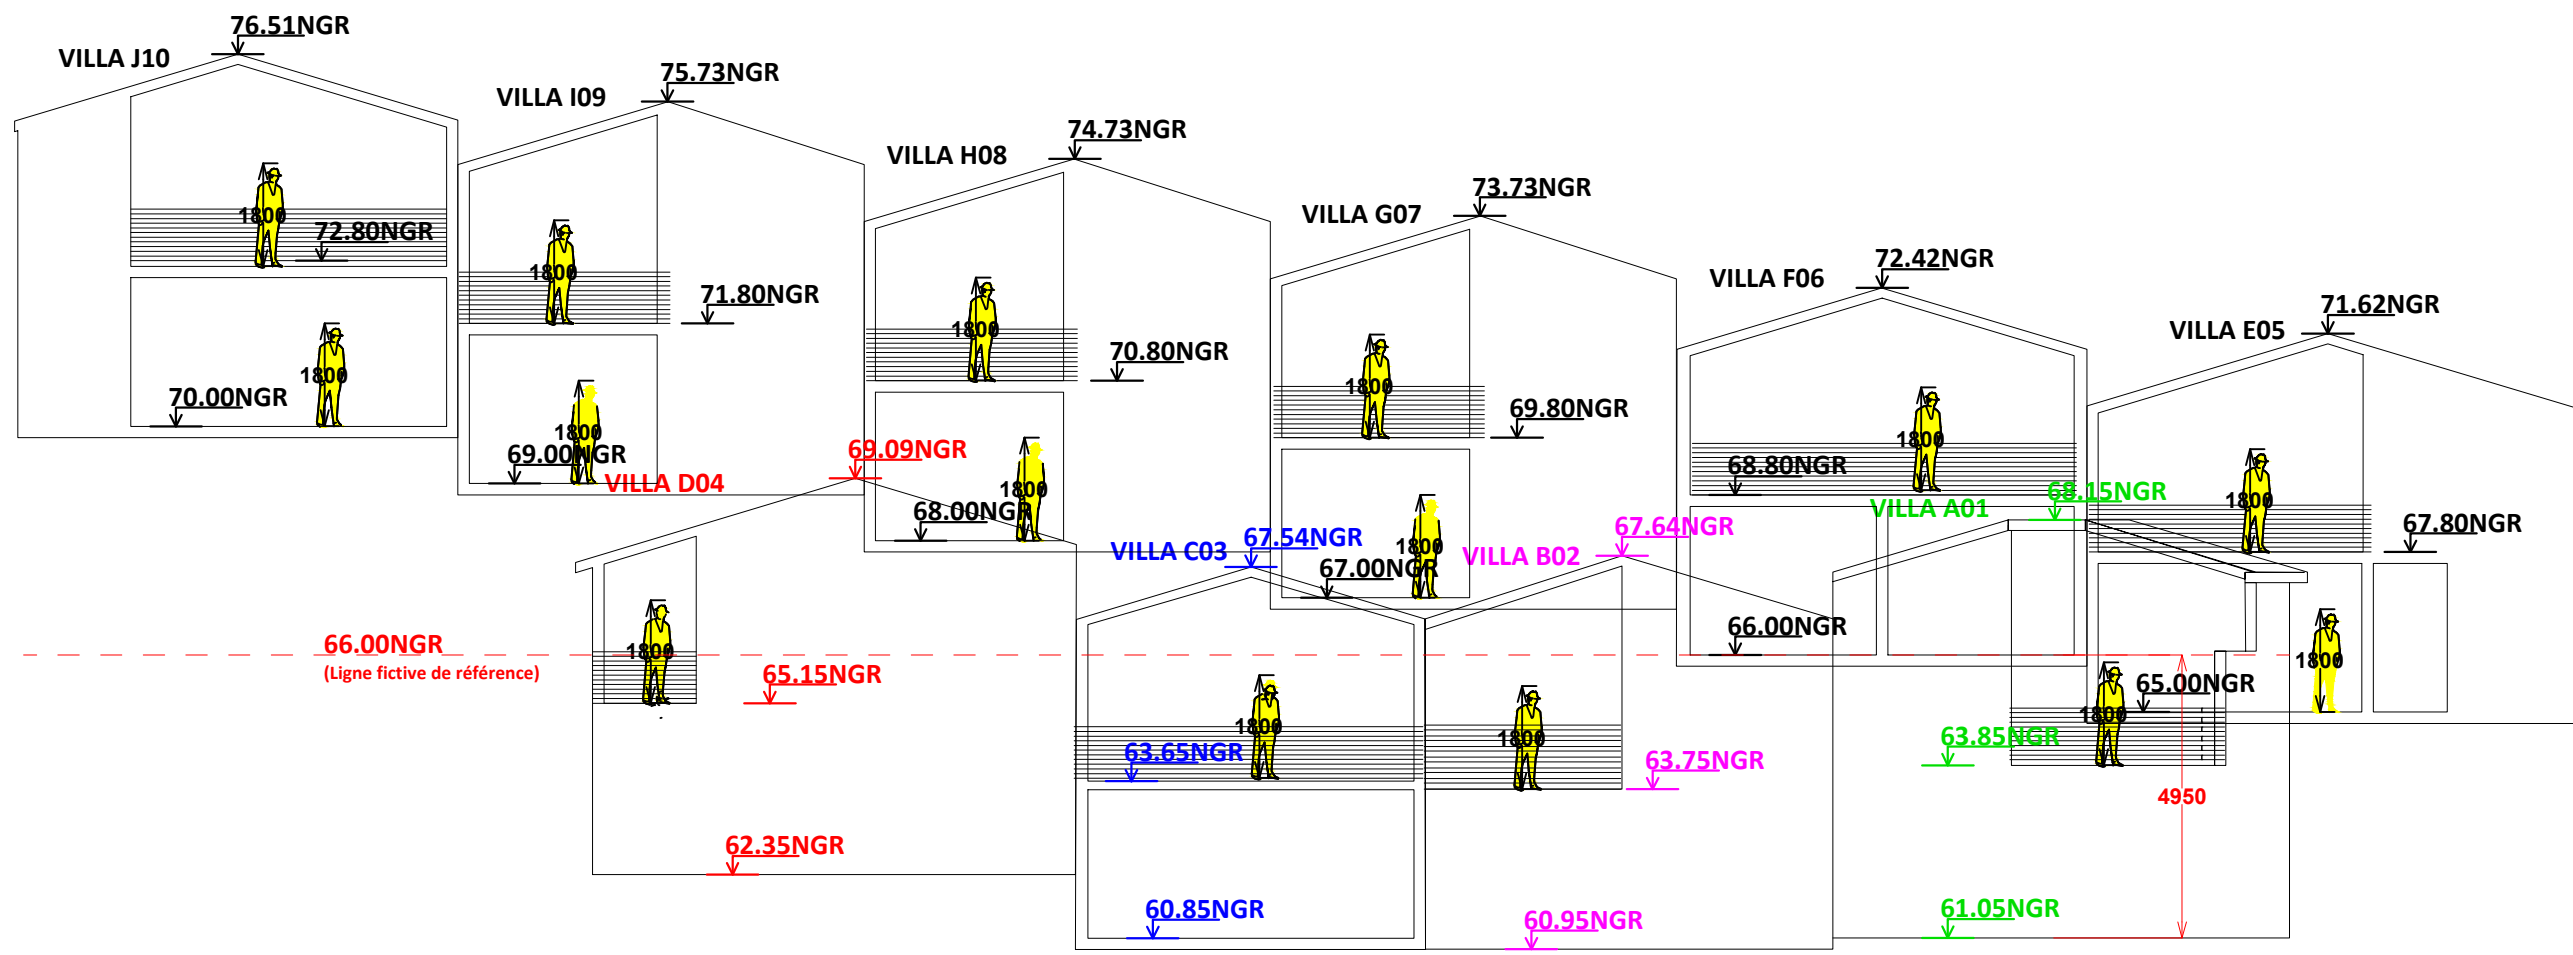 76.51NGR
VILLA J10
75.73NGR
VILLA I09
74.73NGR
VILLA H08
73.73NGR
VILLA G07
1800
72.80NGR
1800
71.80NGR
72.42NGR
VILLA F06
71.62NGR
VILLA E05
1800
70.80NGR
1800
70.00NGR
1800
69.80NGR
1800
69.00NGR
69.09NGR
VILLA D04
1800
68.80NGR
1800
68.00NGR
VILLA A01
68.15NGR
1800
67.80NGR
VILLA C03
67.54NGR
67.00NGR
1800
VILLA B02
67.64NGR
66.00NGR
66.00NGR
(Ligne fictive de référence)
1800
65.15NGR
1800
65.00NGR
1800
63.65NGR
1800
1800
63.75NGR
63.85NGR
1800
4950
62.35NGR
60.85NGR
60.95NGR
61.05NGR